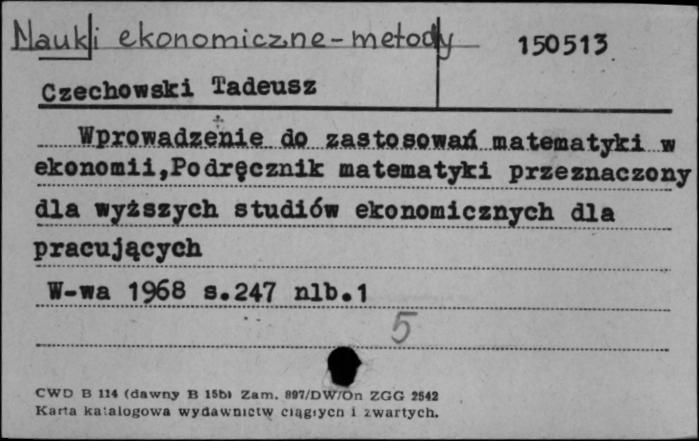 Nauki ekonomiczne - metody 150513
Czechowski Tadeusz
Wprowadzenie do zastosowań matematyki w
ekonomii,Podręcznik matematyki przeznaczony
dla wyższych studiów ekonomicznych dla
pracujących
W-wa 1968 s.247 nlb.1
5
CWD B 114 (dawny B 15b) Zam. 897/DW/On ZGG 2542
Karta katalogowa wydawnictw ciągłych i zwartych.